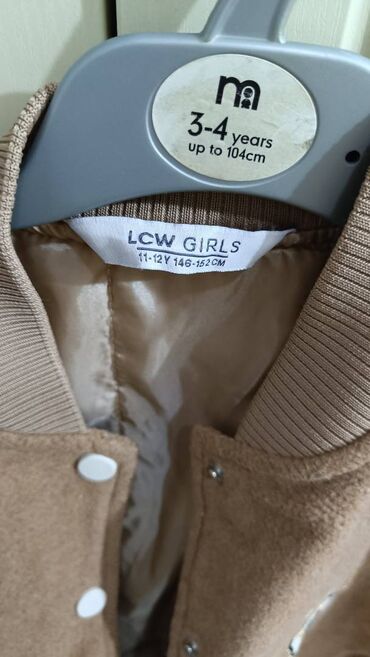 m
3-4 years
up to 104cm
LCW GIRLS
11-12Y 146-152CM